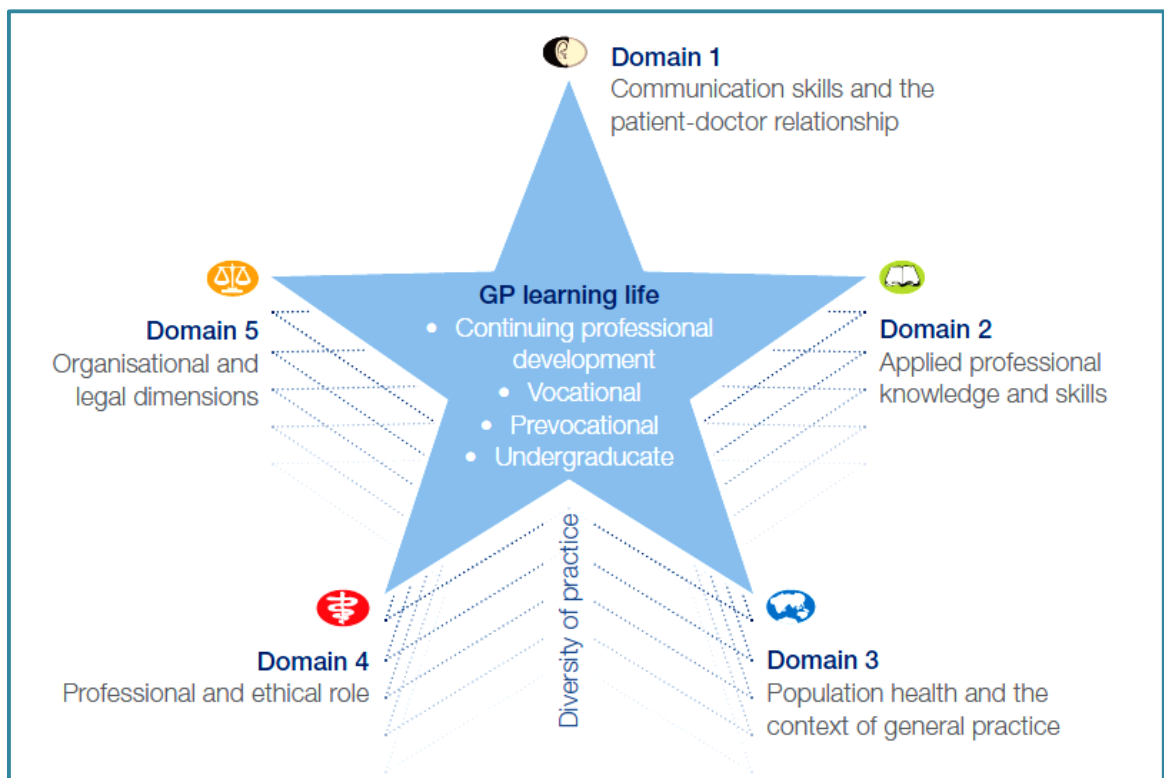 Domain 1
Communication skills and the
patient-doctor relationship
Domain 5
Organisational and
legal dimensions
GP learning life
• Continuing professional
development
• Vocational
• Prevocational
• Undergraducate
Domain 2
Applied professional
knowledge and skills
Domain 4
Professional and ethical role
Diversity of practice
Domain 3
Population health and the
context of general practice